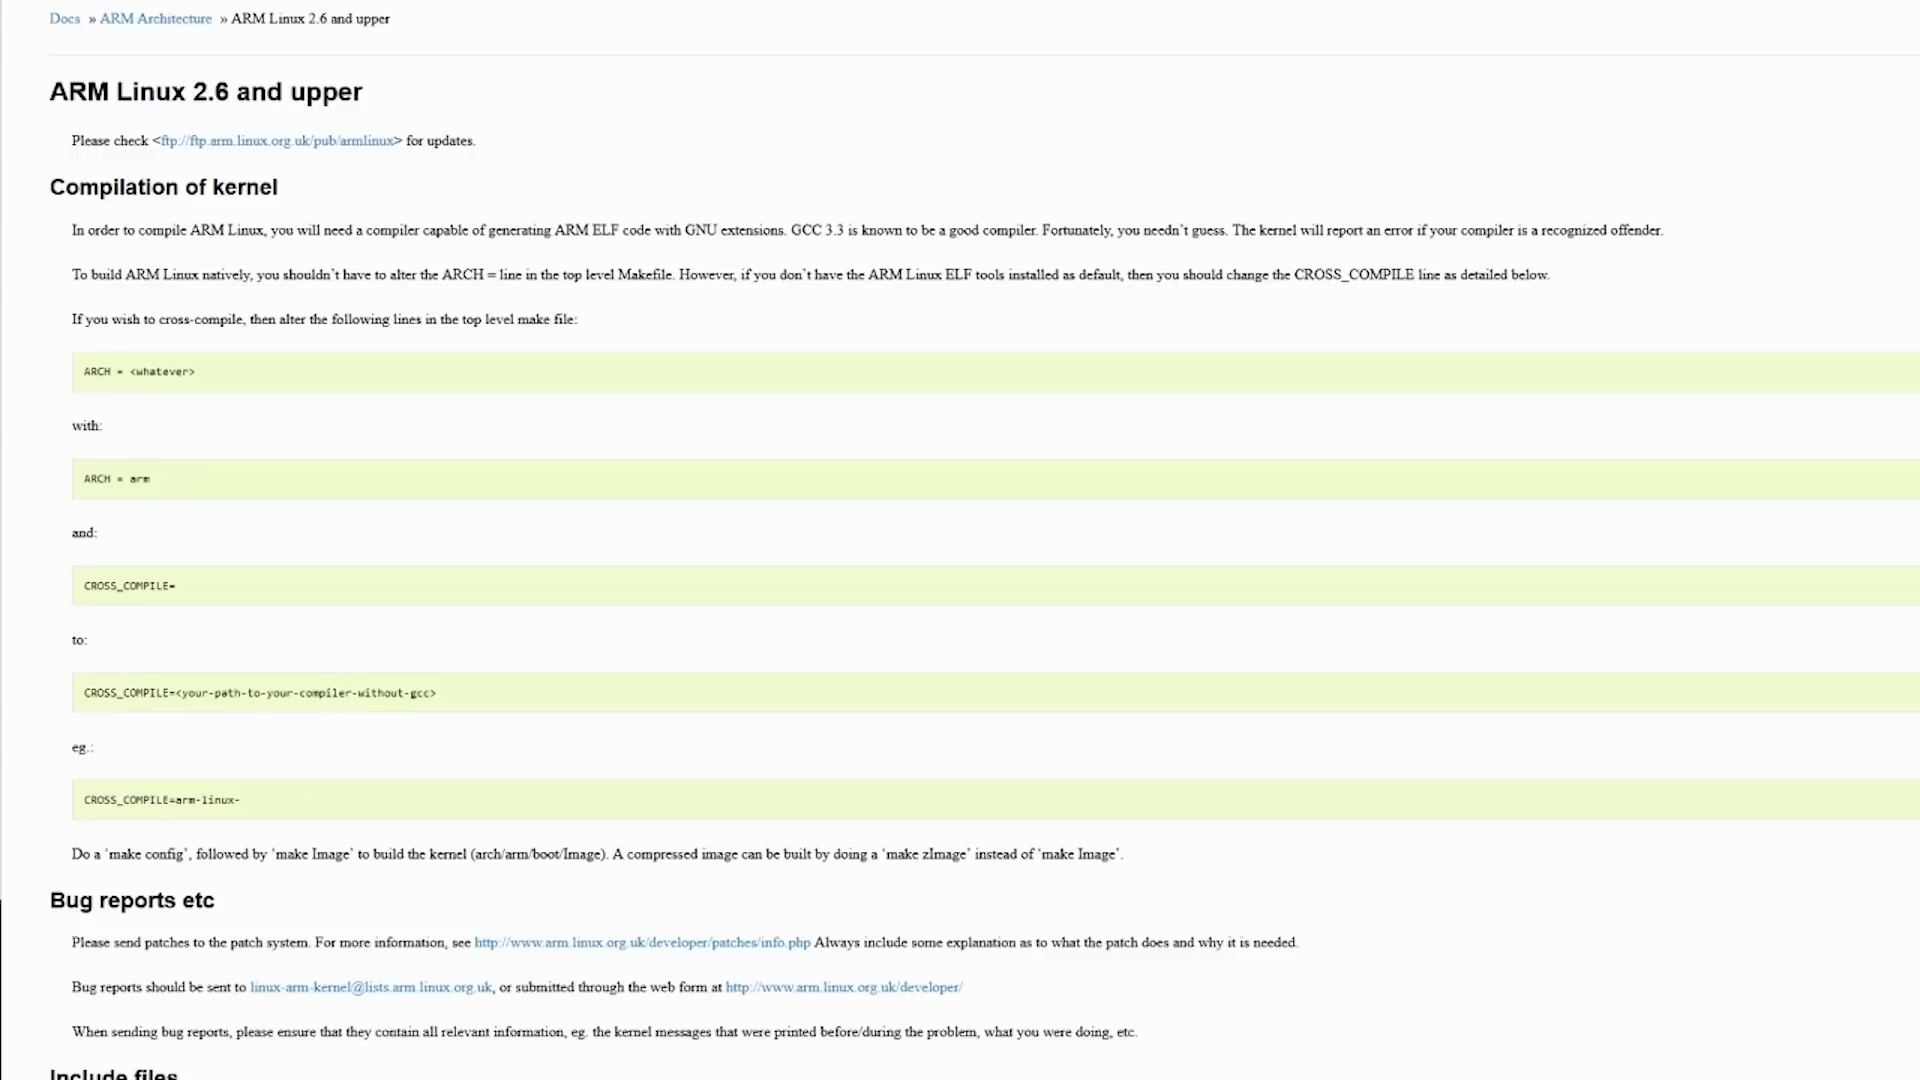 Docs » ARM Architecture » ARM Linux 2.6 and upper
ARM Linux 2.6 and upper
Please check <ftp://ftp.arm.linux.org.uk/pub/armlinux> for updates.
Compilation of kernel
In order to compile ARM Linux, you will need a compiler capable of generating ARM ELF code with GNU extensions. GCC 3.3 is known to be a good compiler. Fortunately, you needn't guess. The kernel will report an error if your compiler is a recognized offender.
To build ARM Linux natively, you shouldn't have to alter the ARCH = line in the top level Makefile. However, if you don't have the ARM Linux ELF tools installed as default, then you should change the CROSS_COMPILE line as detailed below.
If you wish to cross-compile, then alter the following lines in the top level make file:
ARCH = <whatever>
with:
ARCH = arm
and:
CROSS_COMPILE=
to:
CROSS_COMPILE=<your-path-to-your-compiler-without-gcc>
eg.:
CROSS_COMPILE=arm-linux-
Do a ‘make config’, followed by ‘make Image’ to build the kernel (arch/arm/boot/Image). A compressed image can be built by doing a ‘make zImage’ instead of ‘make Image’.
Bug reports etc
Please send patches to the patch system. For more information, see http://www.arm.linux.org.uk/developer/patches/info.php Always include some explanation as to what the patch does and why it is needed.
Bug reports should be sent to linux-arm-kernel@lists.arm.linux.org.uk, or submitted through the web form at http://www.arm.linux.org.uk/developer/
When sending bug reports, please ensure that they contain all relevant information, eg. the kernel messages that were printed before/during the problem, what you were doing, etc.
Include files